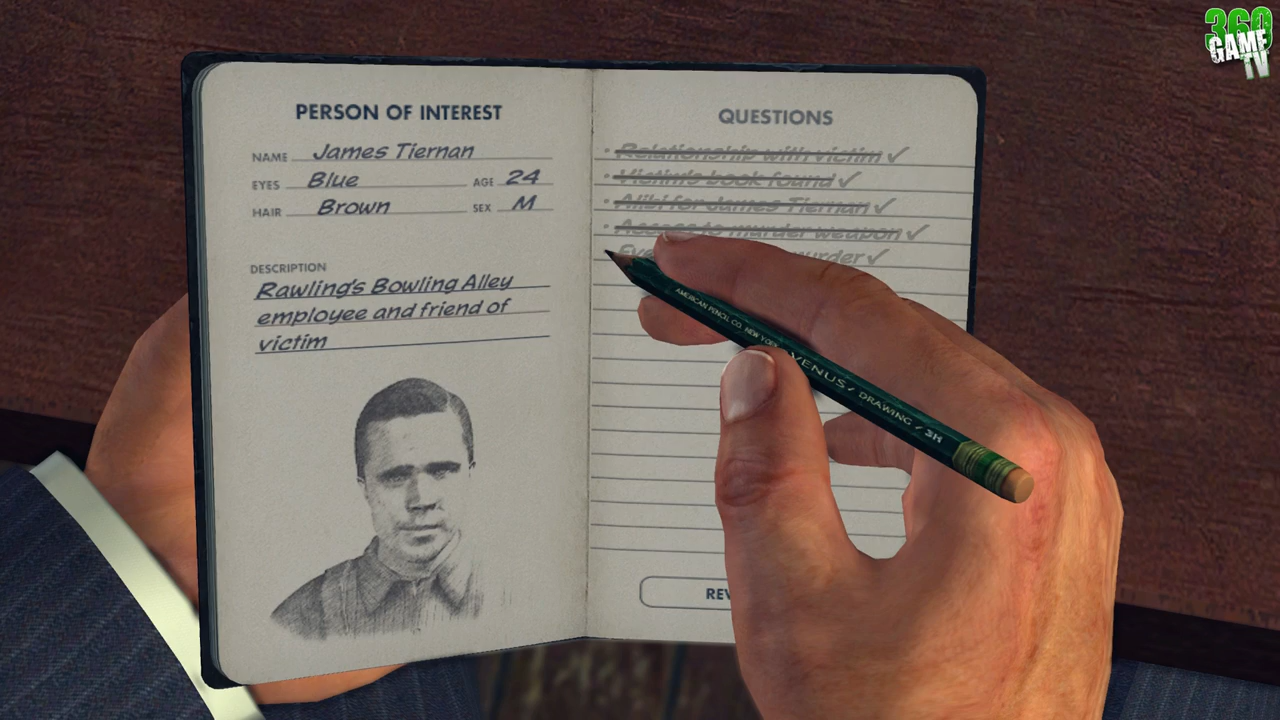 360
GAME
TV
PERSON OF INTEREST
NAME James Tiernan
EYES Blue AGE 24
HAIR Brown SEX M
DESCRIPTION
Rawling's Bowling Alley
employee and friend of
victim
QUESTIONS
• Relationship with victim ✓
• Victim's book found ✓
• Alibi for James Tiernan ✓
• Access to murder weapon ✓
murder ✓
AMERICAN PENCIL CO. NEW YORK VENUS / DRAWING / 3H